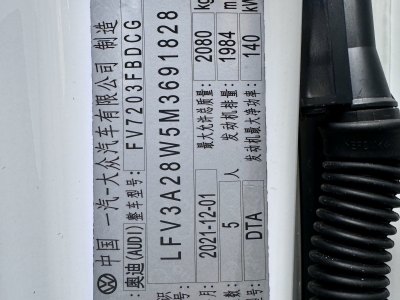 中国 一汽-大众汽车有限公司 制造
奥迪(AUDI) 整车型号: FV7203FBDCG
LFV3A28W5M3691828
2021-12-01 最大允许总质量: 2080 kg
5 人 发动机排量: 1984 m
DTA 发动机最大净功率: 140 kW